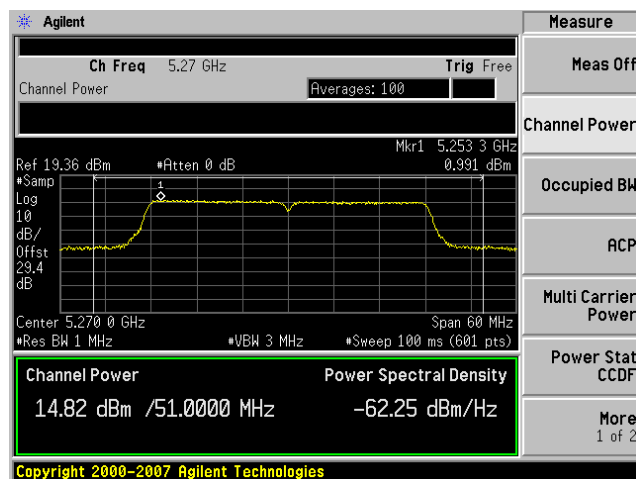 Agilent
Measure
Ch Freq 5.27 GHz Trig Free
Channel Power Averages: 100
Mkr1 5.253 3 GHz
Ref 19.36 dBm #Atten 0 dB 0.991 dBm
#Samp
Log
10
dB/
Offst
29.4
dB
1
Center 5.270 0 GHz Span 60 MHz
#Res BW 1 MHz #VBW 3 MHz #Sweep 100 ms (601 pts)
Channel Power Power Spectral Density
14.82 dBm /51.0000 MHz -62.25 dBm/Hz
Meas Off
Channel Power
Occupied BW
ACP
Multi Carrier
Power
Power Stat
CCDF
More
1 of 2
Copyright 2000-2007 Agilent Technologies